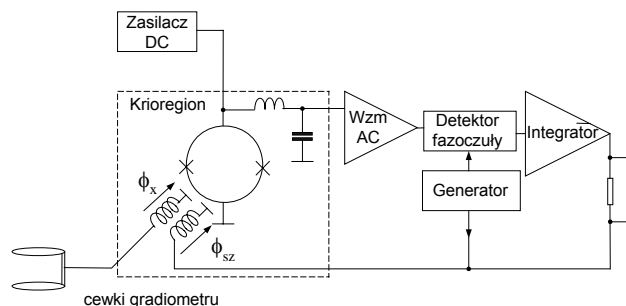 Zasilacz
DC
Krioregion
Wzm
AC
Detektor
fazoczuły
Integrator
Generator
ϕx
ϕsz
cewki gradiometru